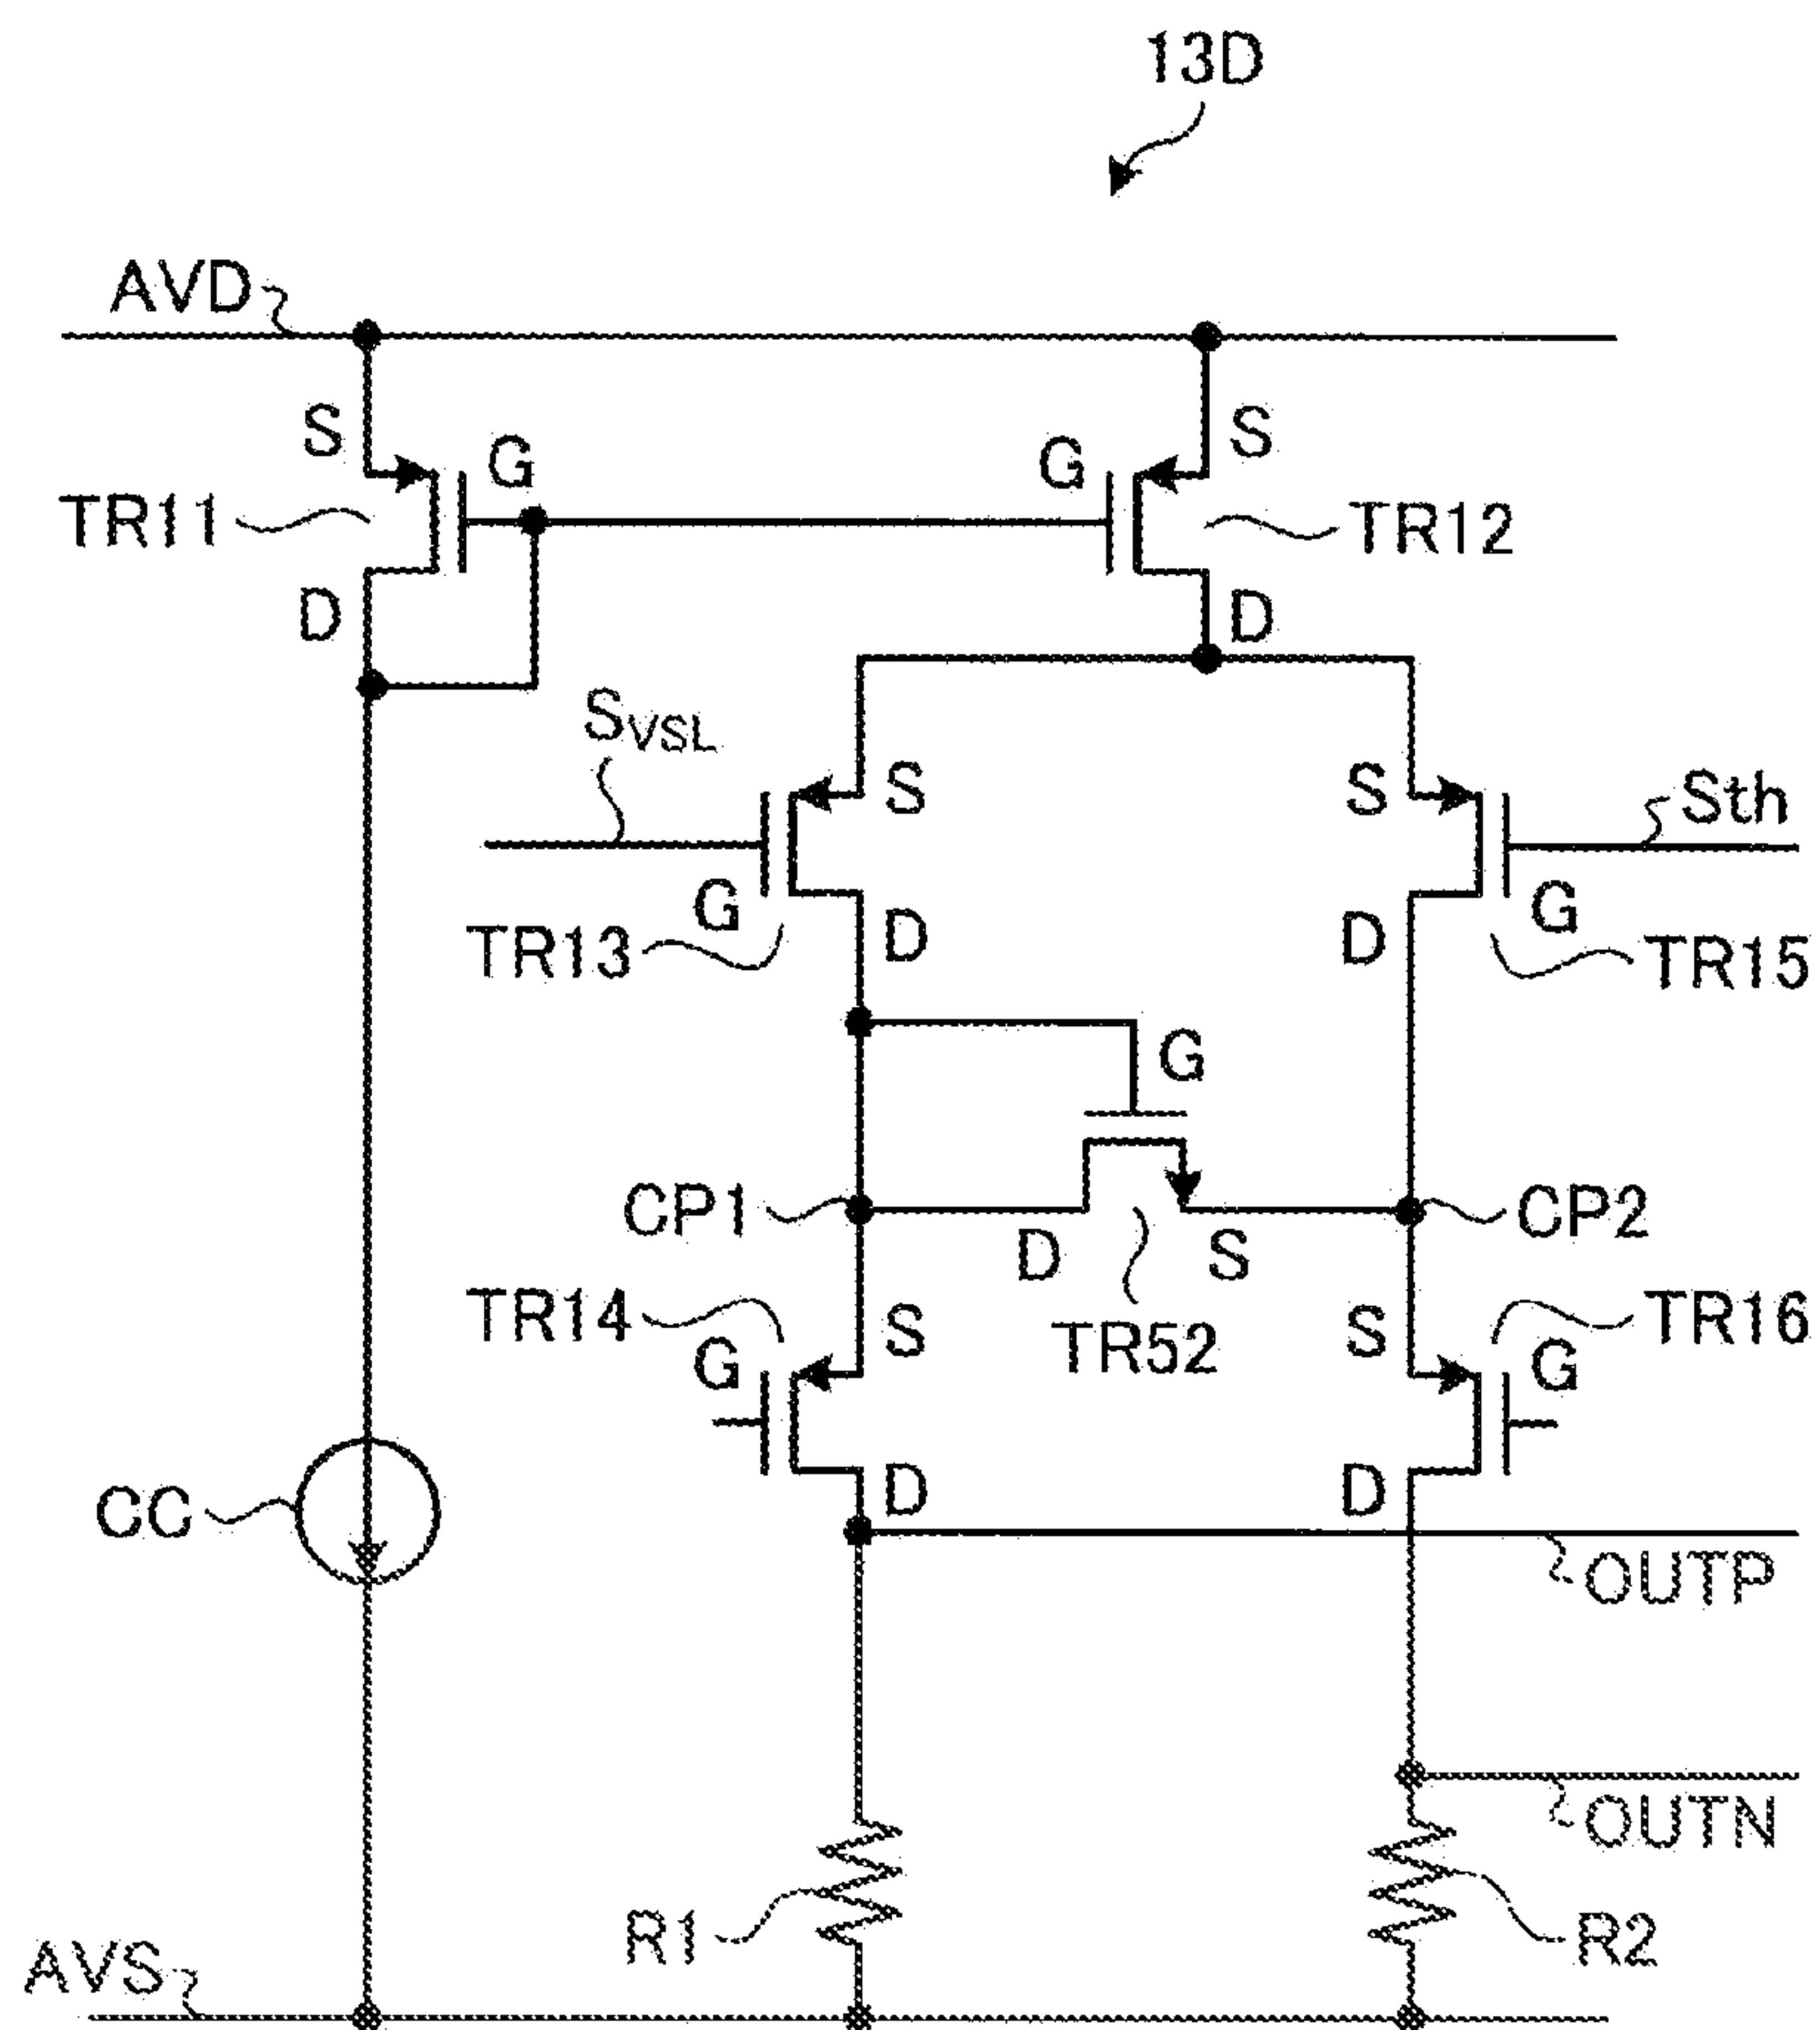 13D
AVD
S
G
G
S
TR11
TR12
D
D
SVSL
S
S
Sth
G
D
D
G
TR13
TR15
G
CP1
CP2
D
S
TR14
S
TR52
S
TR16
G
G
CC
D
D
OUTP
OUTN
R1
R2
AVS